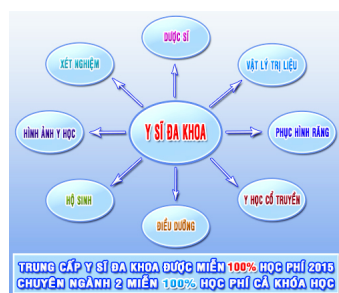 DƯỢC SĨ
XÉT NGHIỆM
VẬT LÝ TRỊ LIỆU
HÌNH ẢNH Y HỌC
Y SĨ ĐA KHOA
PHỤC HÌNH RĂNG
HỘ SINH
Y HỌC CỔ TRUYỀN
ĐIỀU DƯỠNG
TRUNG CẤP Y SĨ ĐA KHOA ĐƯỢC MIỄN 100% HỌC PHÍ 2015
CHUYÊN NGÀNH 2 MIỄN 100% HỌC PHÍ CẢ KHÓA HỌC